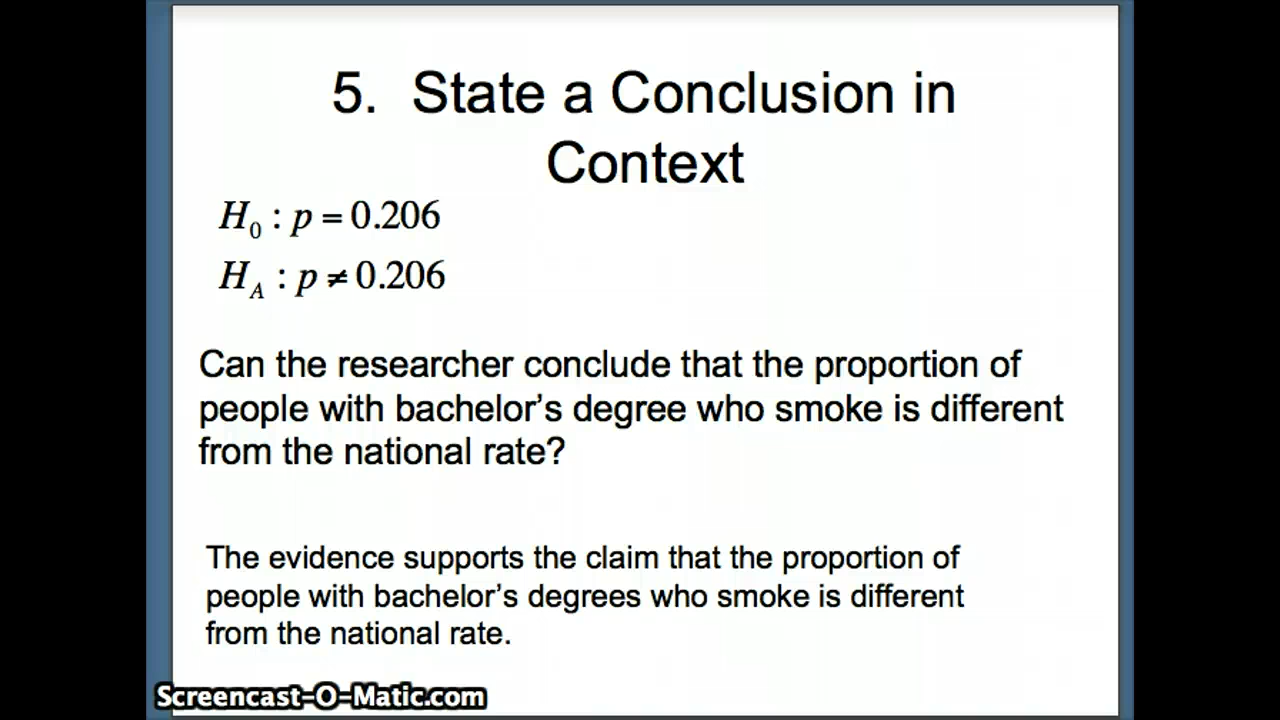 5. State a Conclusion in
Context
H₀ : p = 0.206
H_A : p ≠ 0.206
Can the researcher conclude that the proportion of
people with bachelor’s degree who smoke is different
from the national rate?
The evidence supports the claim that the proportion of
people with bachelor’s degrees who smoke is different
from the national rate.
Screencast-O-Matic.com